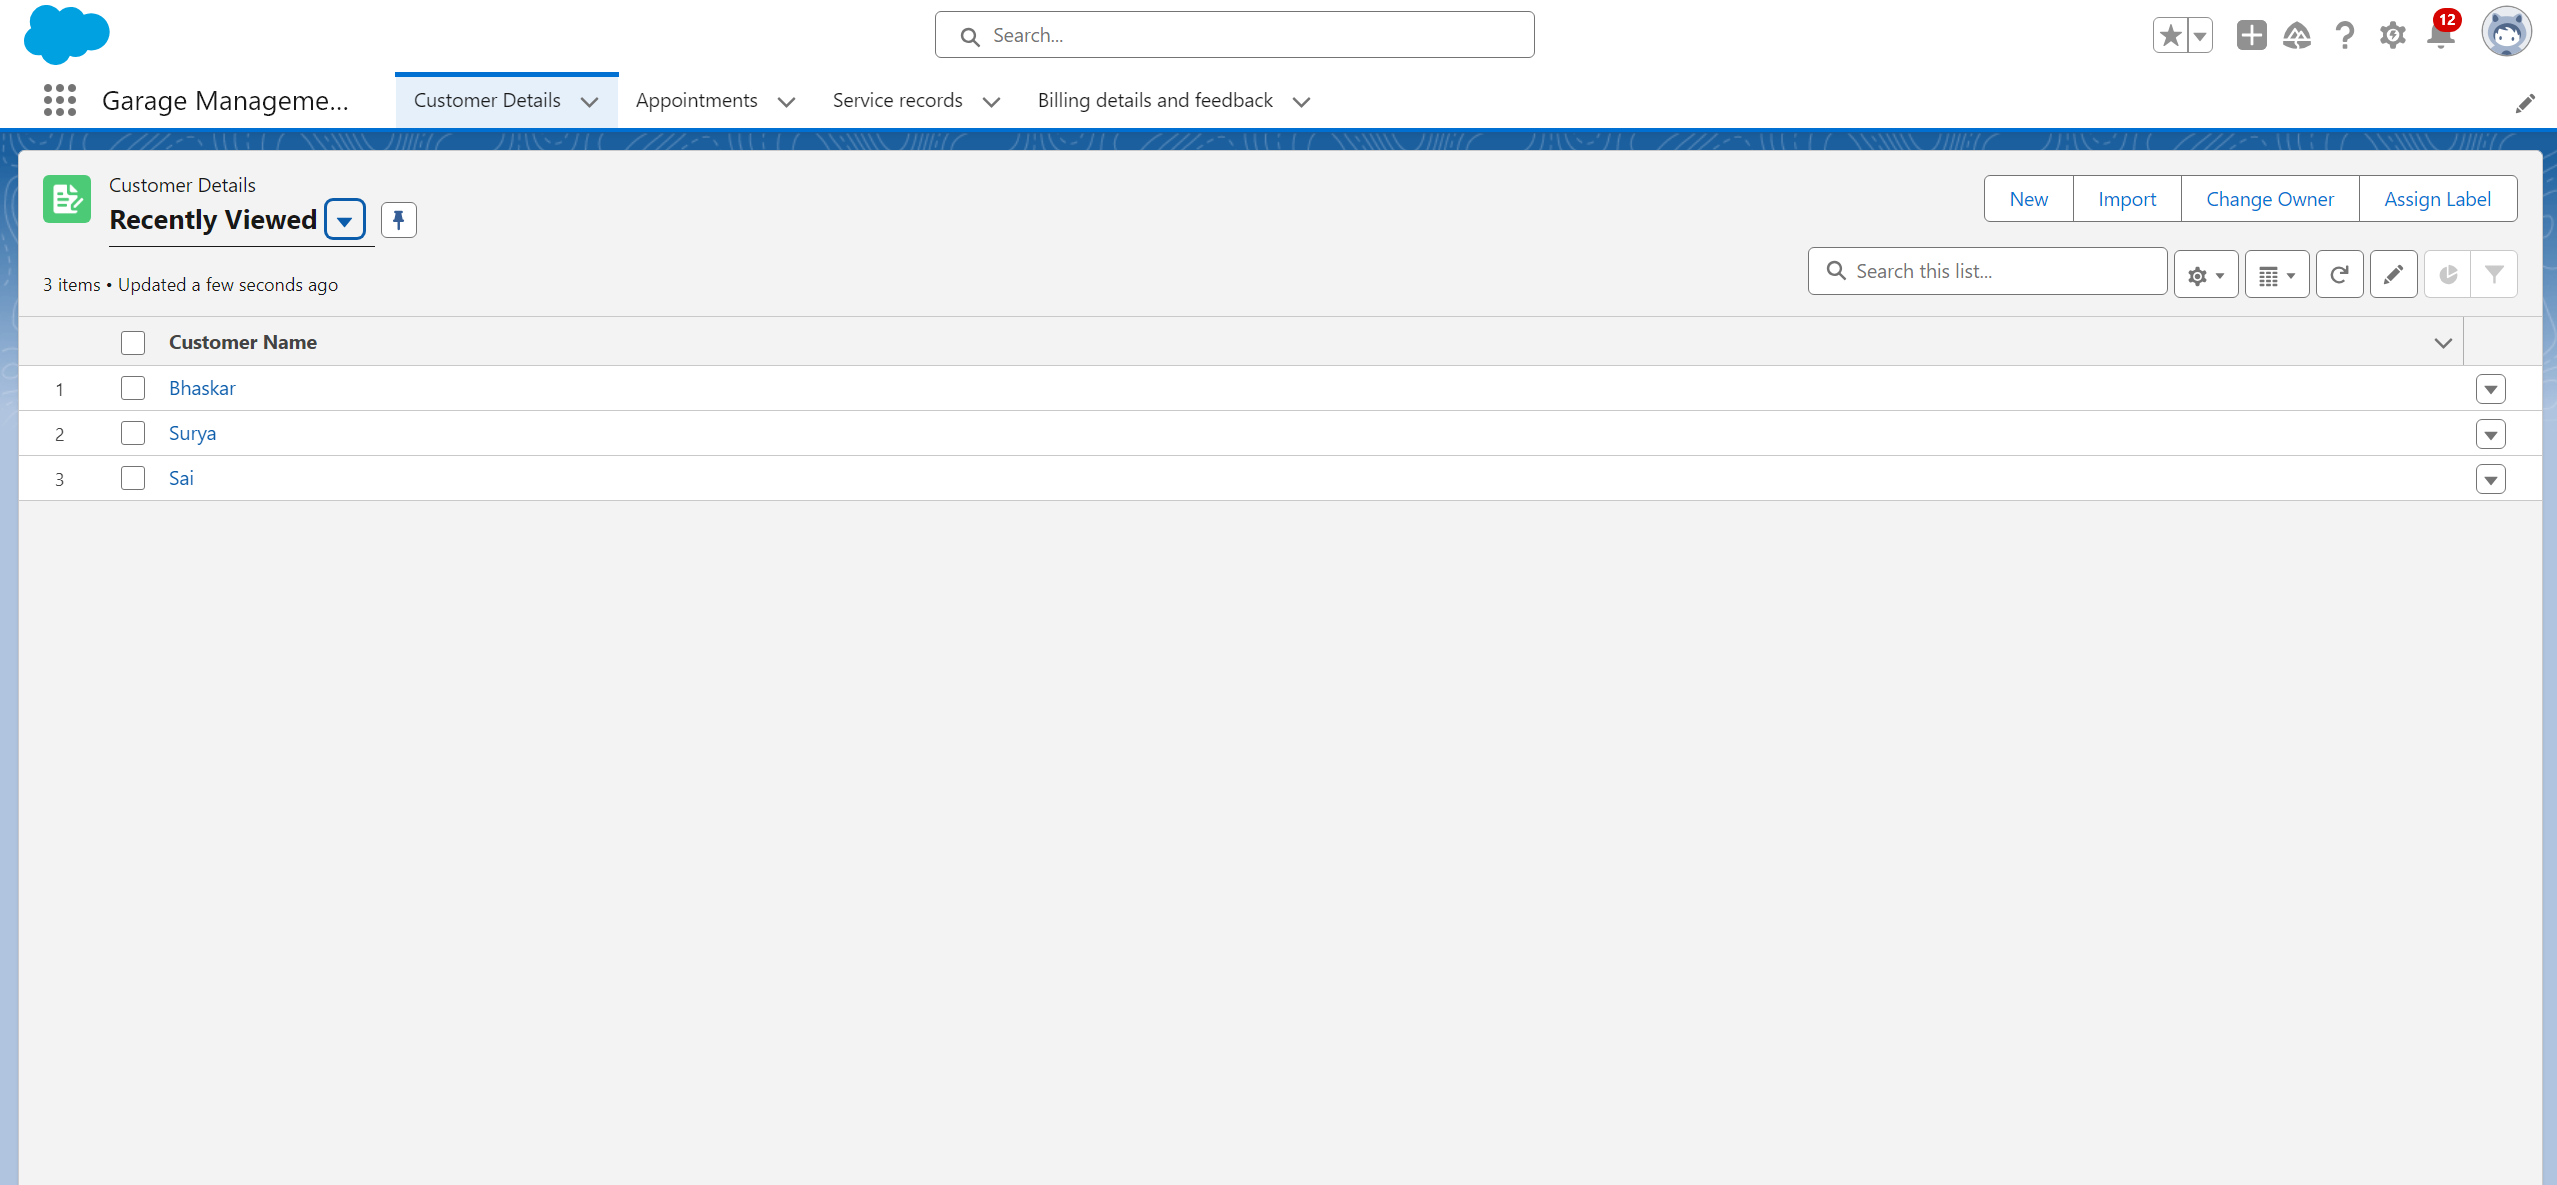 Search...
12
Garage Manageme...
Customer Details
Appointments
Service records
Billing details and feedback
Customer Details
Recently Viewed
New
Import
Change Owner
Assign Label
3 items • Updated a few seconds ago
Search this list...
Customer Name
1 Bhaskar
2 Surya
3 Sai